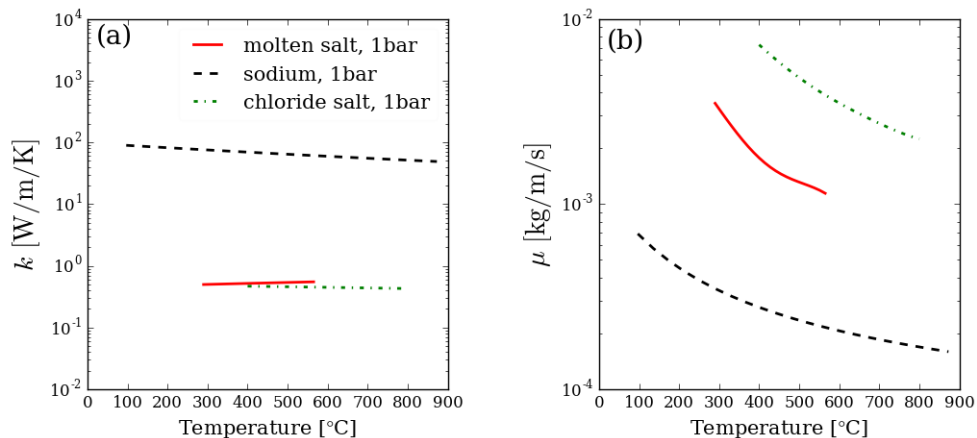 (a)
molten salt, 1bar
sodium, 1bar
chloride salt, 1bar
10^4
10^3
10^2
10^1
10^0
10^-1
10^-2
k [W/m/K]
0 100 200 300 400 500 600 700 800 900
Temperature [°C]
(b)
10^-2
10^-3
10^-4
μ [kg/m/s]
0 100 200 300 400 500 600 700 800 900
Temperature [°C]